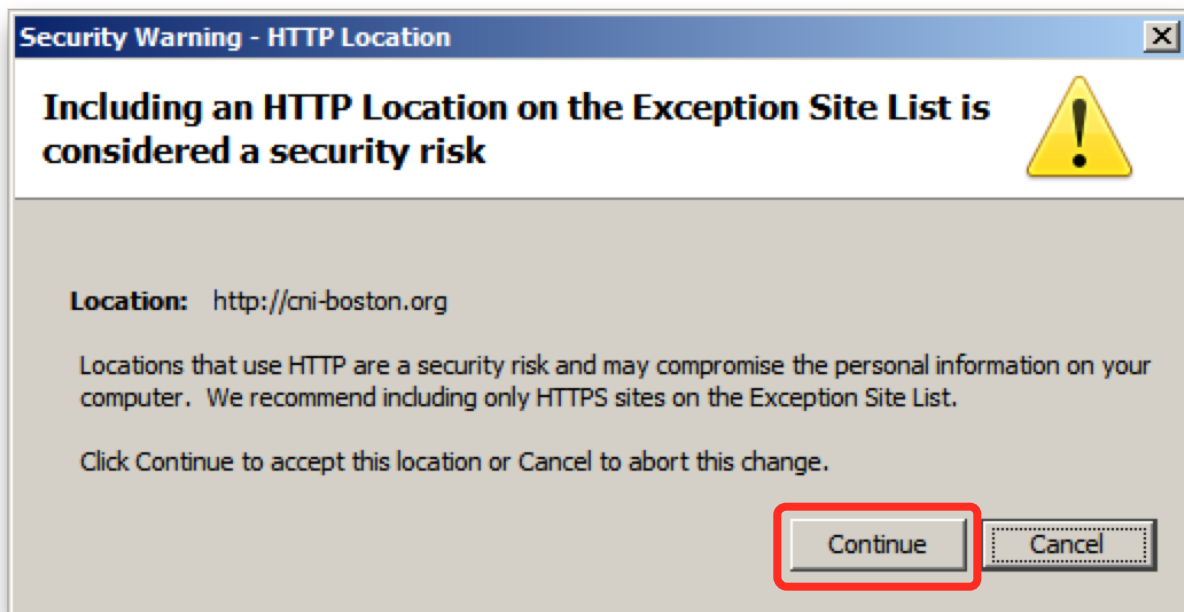 Security Warning - HTTP Location
Including an HTTP Location on the Exception Site List is
considered a security risk
Location: http://cni-boston.org
Locations that use HTTP are a security risk and may compromise the personal information on your
computer. We recommend including only HTTPS sites on the Exception Site List.
Click Continue to accept this location or Cancel to abort this change.
Continue Cancel